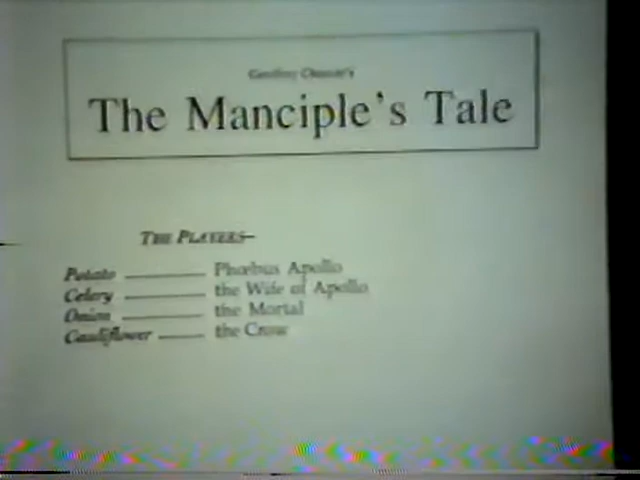 Geoffrey Chaucer's
The Manciple's Tale
THE PLAYERS—
Potato ——— Phœbus Apollo
Celery ——— the Wife of Apollo
Onion ——— the Mortal
Cauliflower —— the Crow